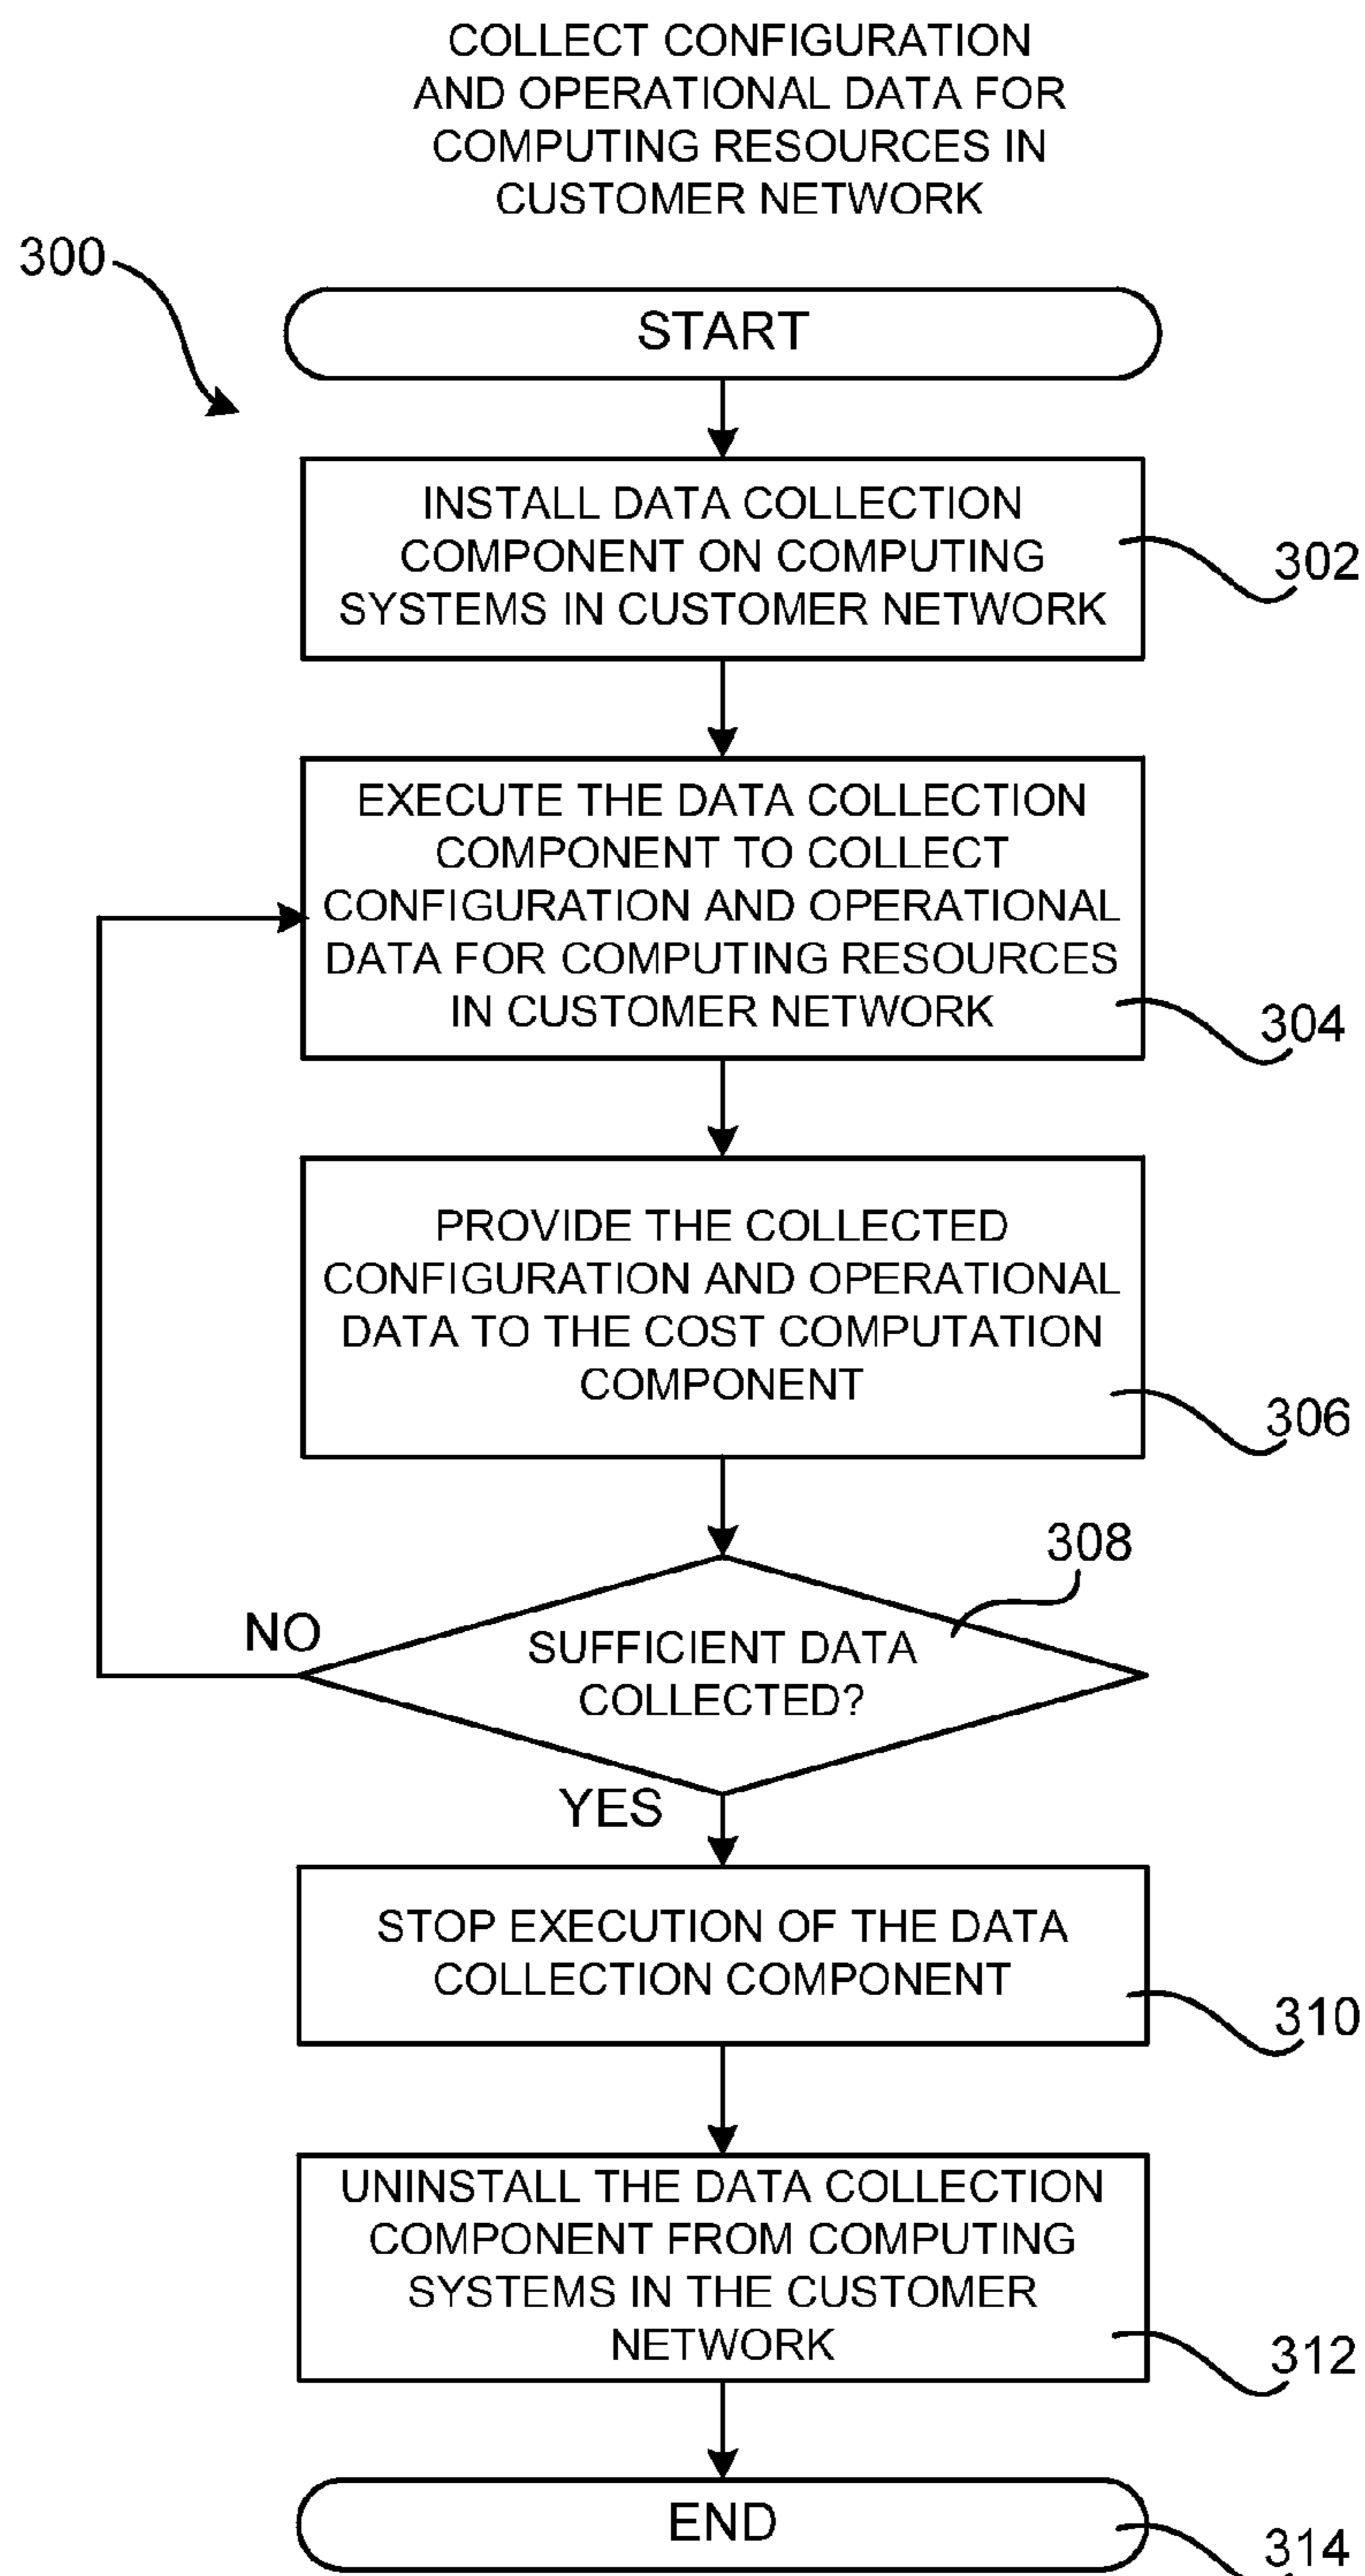 COLLECT CONFIGURATION
AND OPERATIONAL DATA FOR
COMPUTING RESOURCES IN
CUSTOMER NETWORK
300
START
INSTALL DATA COLLECTION
COMPONENT ON COMPUTING
SYSTEMS IN CUSTOMER NETWORK
302
EXECUTE THE DATA COLLECTION
COMPONENT TO COLLECT
CONFIGURATION AND OPERATIONAL
DATA FOR COMPUTING RESOURCES
IN CUSTOMER NETWORK
304
PROVIDE THE COLLECTED
CONFIGURATION AND OPERATIONAL
DATA TO THE COST COMPUTATION
COMPONENT
306
308
NO
SUFFICIENT DATA
COLLECTED?
YES
STOP EXECUTION OF THE DATA
COLLECTION COMPONENT
310
UNINSTALL THE DATA COLLECTION
COMPONENT FROM COMPUTING
SYSTEMS IN THE CUSTOMER
NETWORK
312
END
314